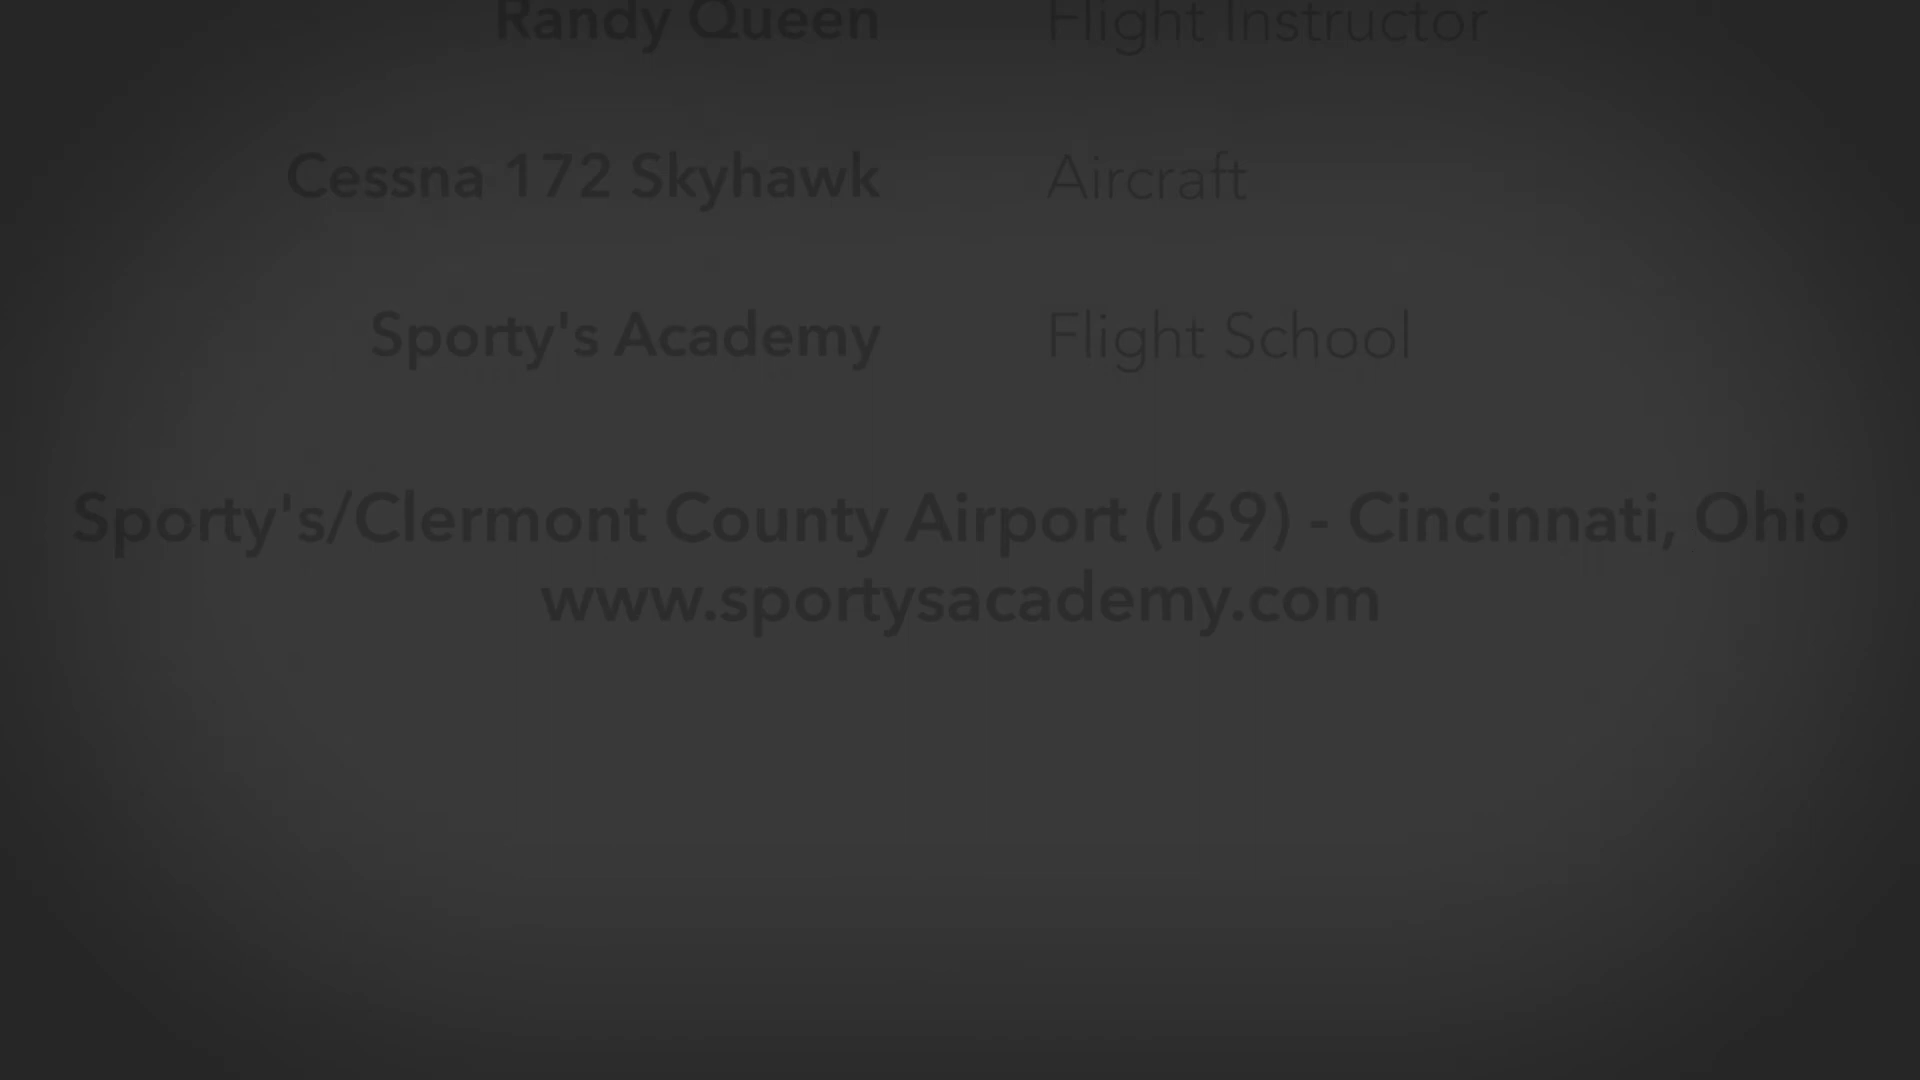 Randy Queen Flight Instructor
Cessna 172 Skyhawk Aircraft
Sporty's Academy Flight School
Sporty's/Clermont County Airport (I69) - Cincinnati, Ohio
www.sportysacademy.com